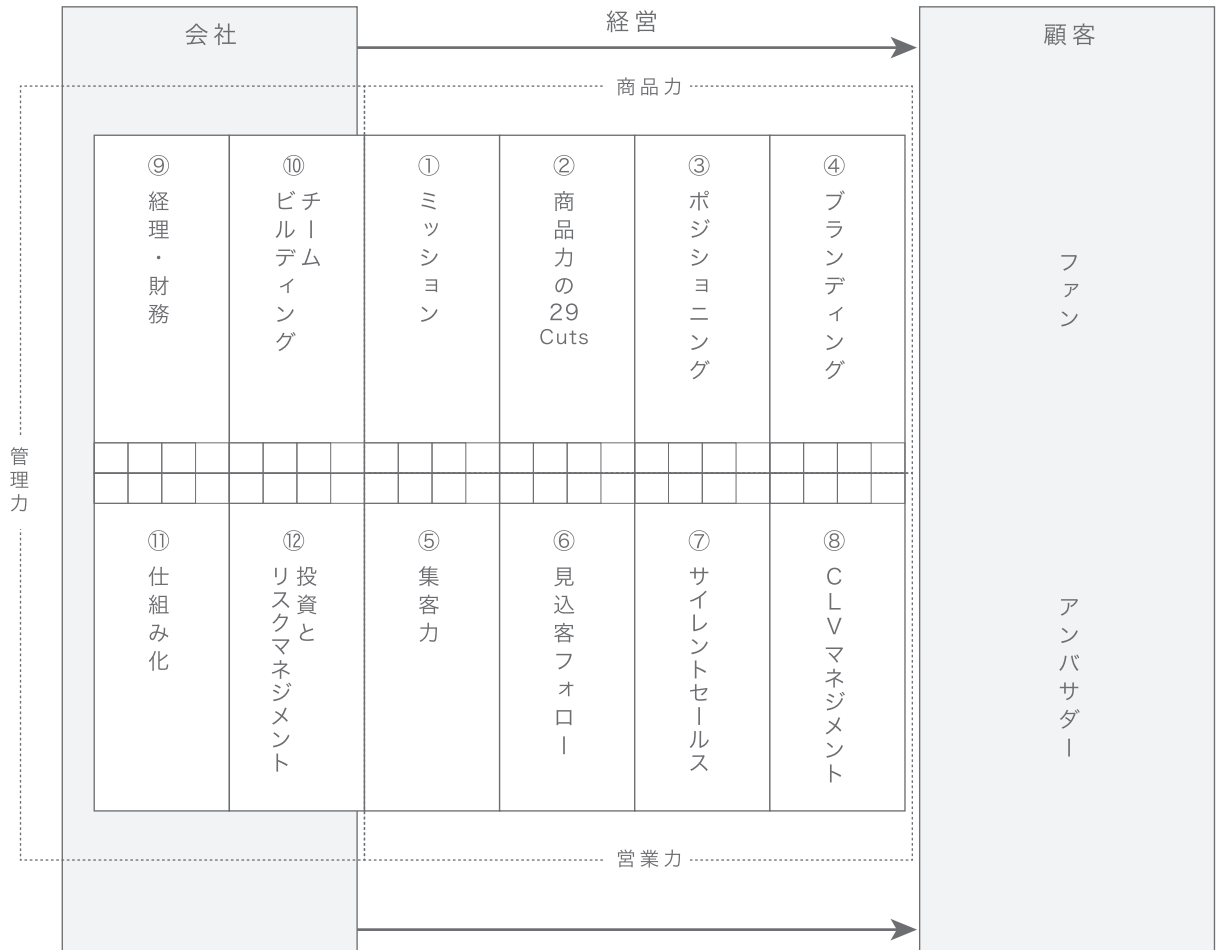 会社
経営
顧客
商品力
⑨
経理・財務
⑩
チーム
ビルディング
①
ミッション
②
商品力の
29
Cuts
③
ポジショニング
④
ブランディング
ファン
管理力
⑪
仕組み化
⑫
投資と
リスクマネジメント
⑤
集客力
⑥
見込客フォロー
⑦
サイレントセールス
⑧
CLVマネジメント
アンバサダー
営業力